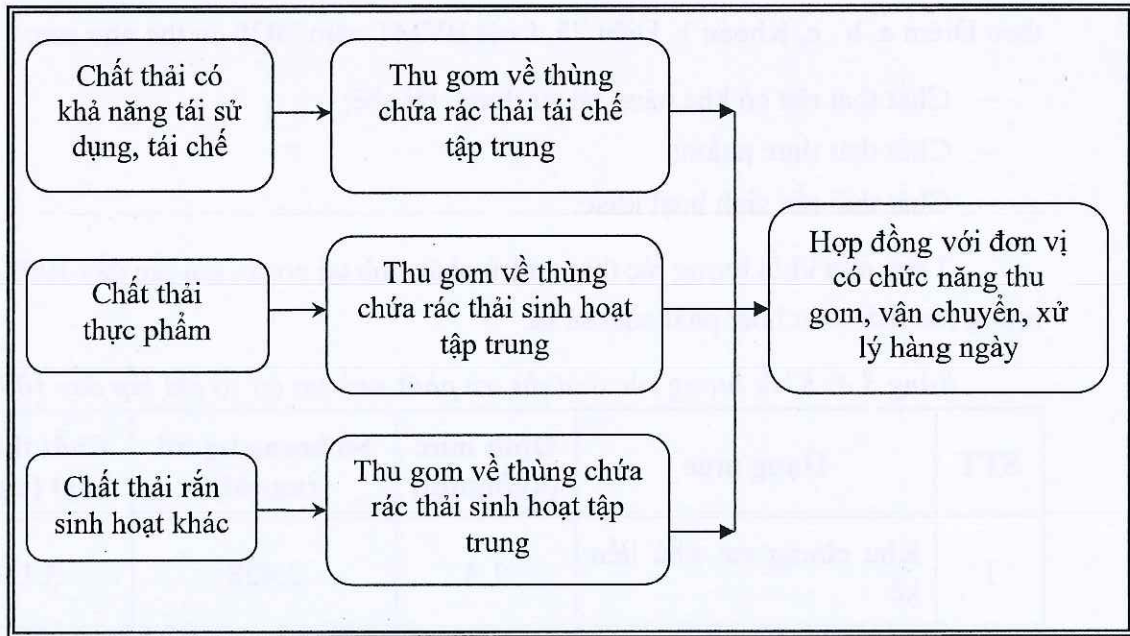 Chất thải có
khả năng tái sử
dụng, tái chế
Thu gom về thùng
chứa rác thải tái chế
tập trung
Chất thải
thực phẩm
Thu gom về thùng
chứa rác thải sinh hoạt
tập trung
Chất thải rắn
sinh hoạt khác
Thu gom về thùng chứa
rác thải sinh hoạt tập
trung
Hợp đồng với đơn vị
có chức năng thu
gom, vận chuyển, xử
lý hàng ngày